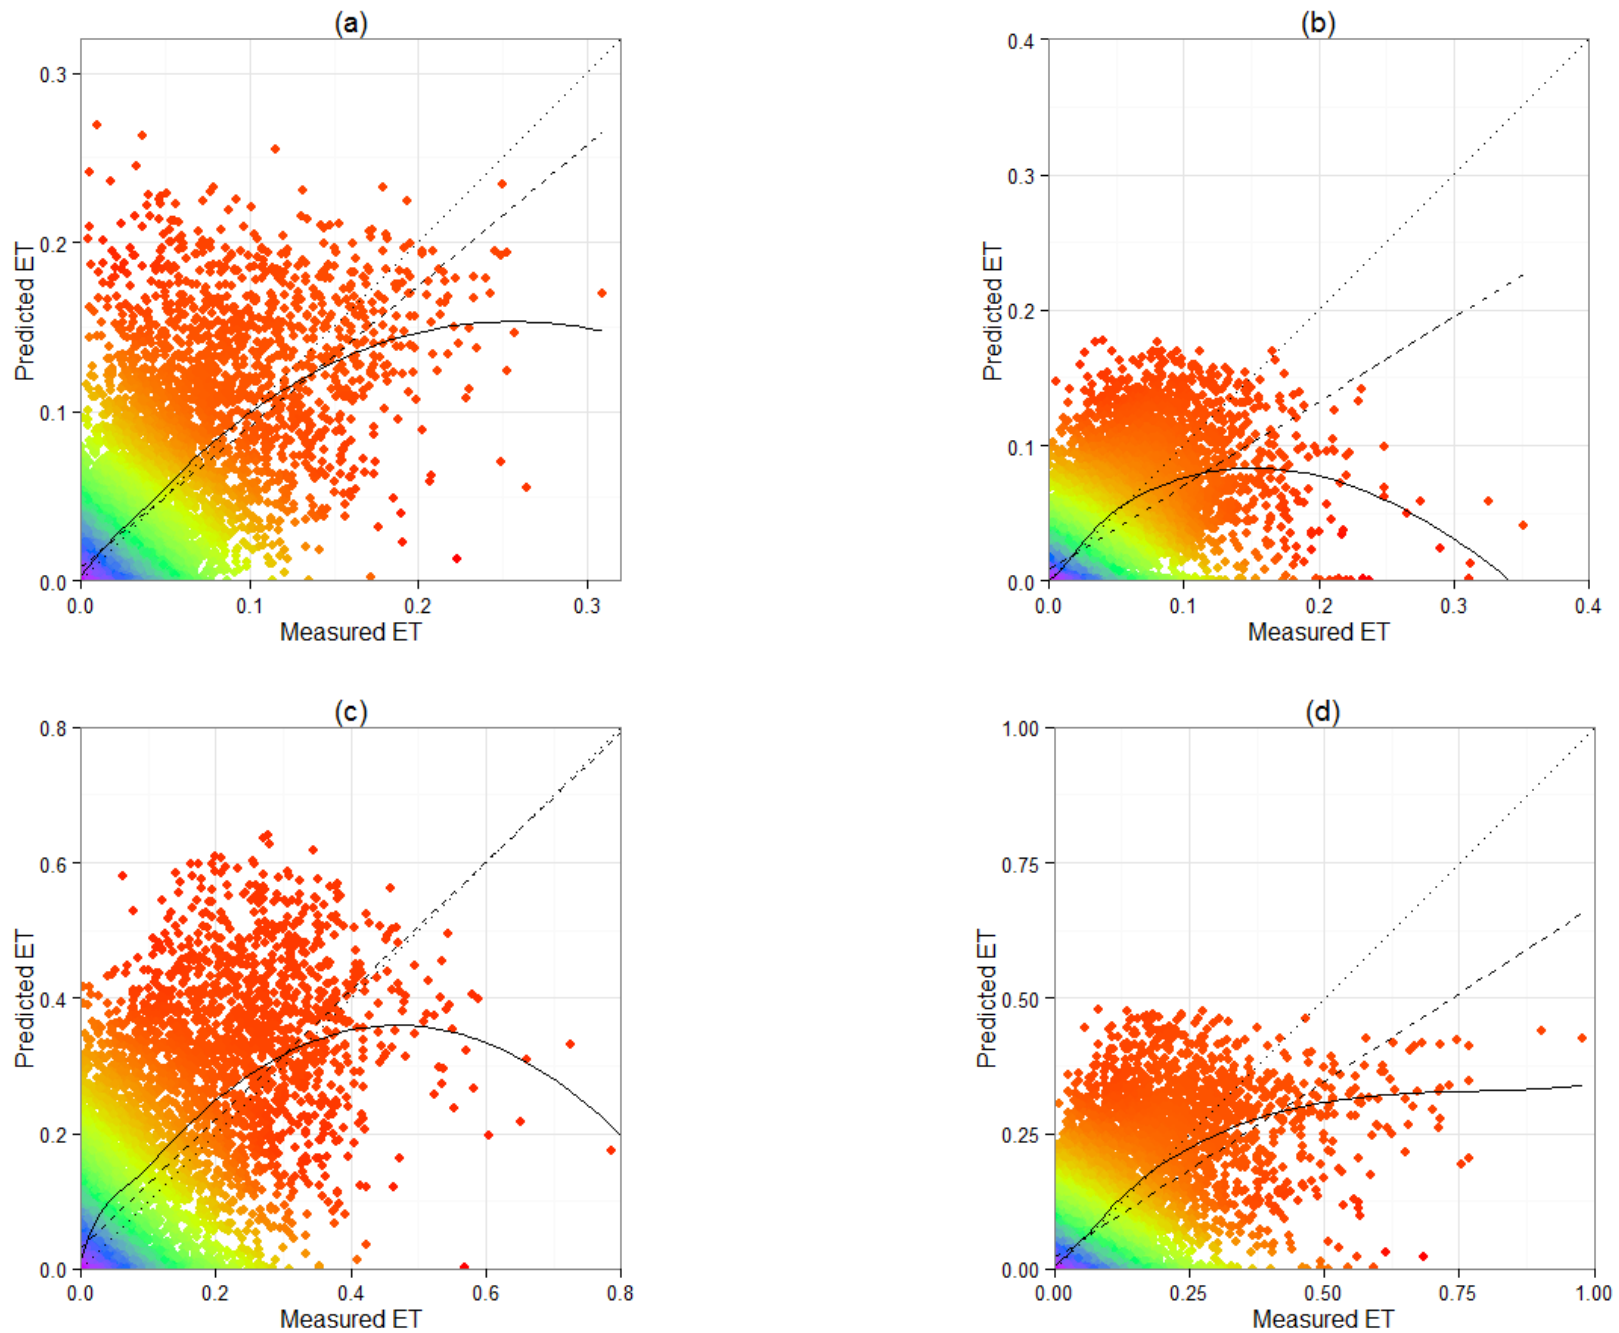 (a)
0.3
0.2
0.1
0.0
Predicted ET
0.0 0.1 0.2 0.3
Measured ET
(b)
0.4
0.3
0.2
0.1
0.0
Predicted ET
0.0 0.1 0.2 0.3 0.4
Measured ET
(c)
0.8
0.6
0.4
0.2
0.0
Predicted ET
0.0 0.2 0.4 0.6 0.8
Measured ET
(d)
1.00
0.75
0.50
0.25
0.00
Predicted ET
0.00 0.25 0.50 0.75 1.00
Measured ET